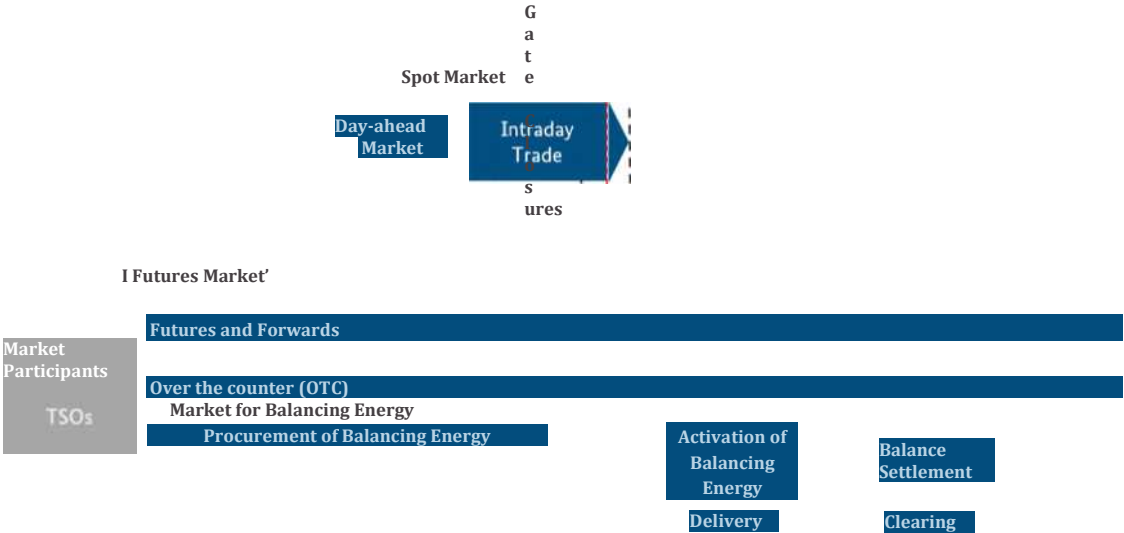 G
a
t
e
Spot Market
Day-ahead
Market
Intraday
Trade
s
ures
I Futures Market’
Futures and Forwards
Market
Participants
Over the counter (OTC)
TSOs
Market for Balancing Energy
Procurement of Balancing Energy
Activation of
Balancing
Energy
Balance
Settlement
Delivery
Clearing